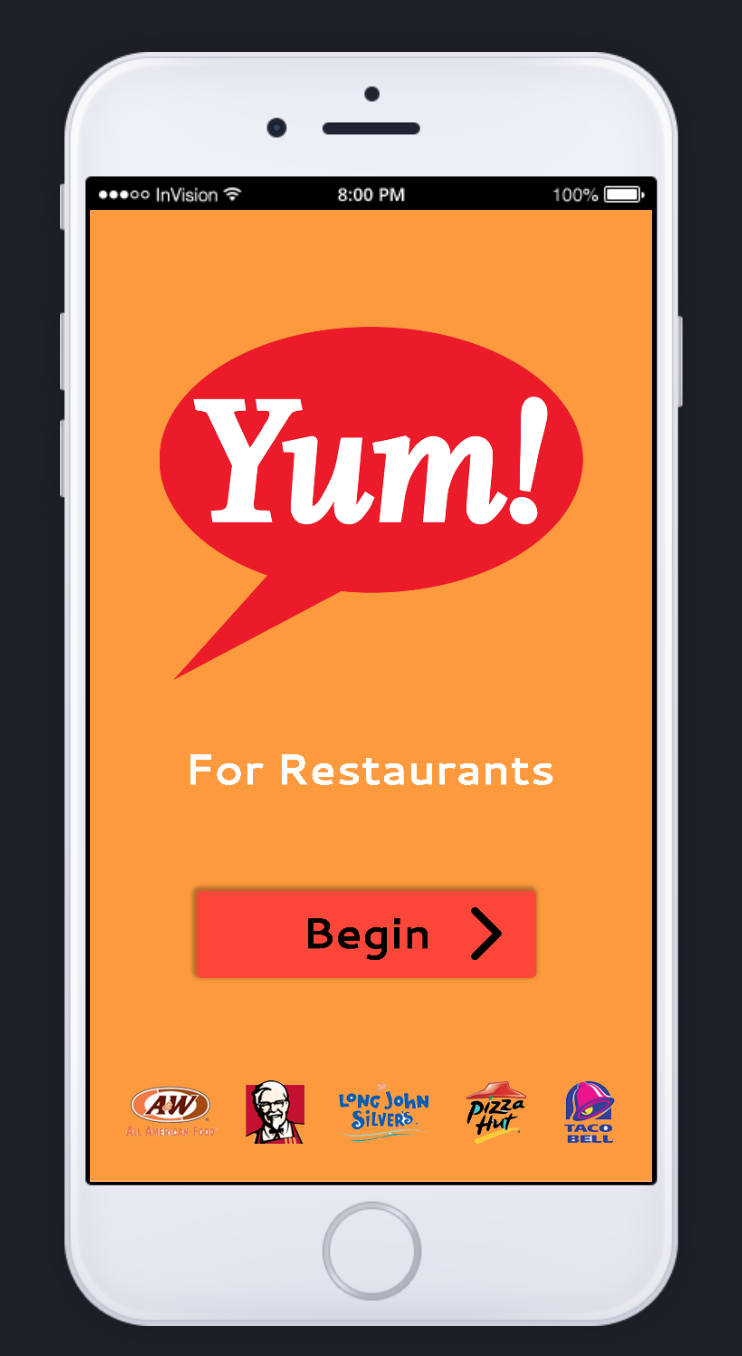 InVision
8:00 PM
100%
Yum!
For Restaurants
Begin
A&W
ALL AMERICAN FOOD
LONG JOHN
SILVER'S
Pizza
Hut
TACO
BELL